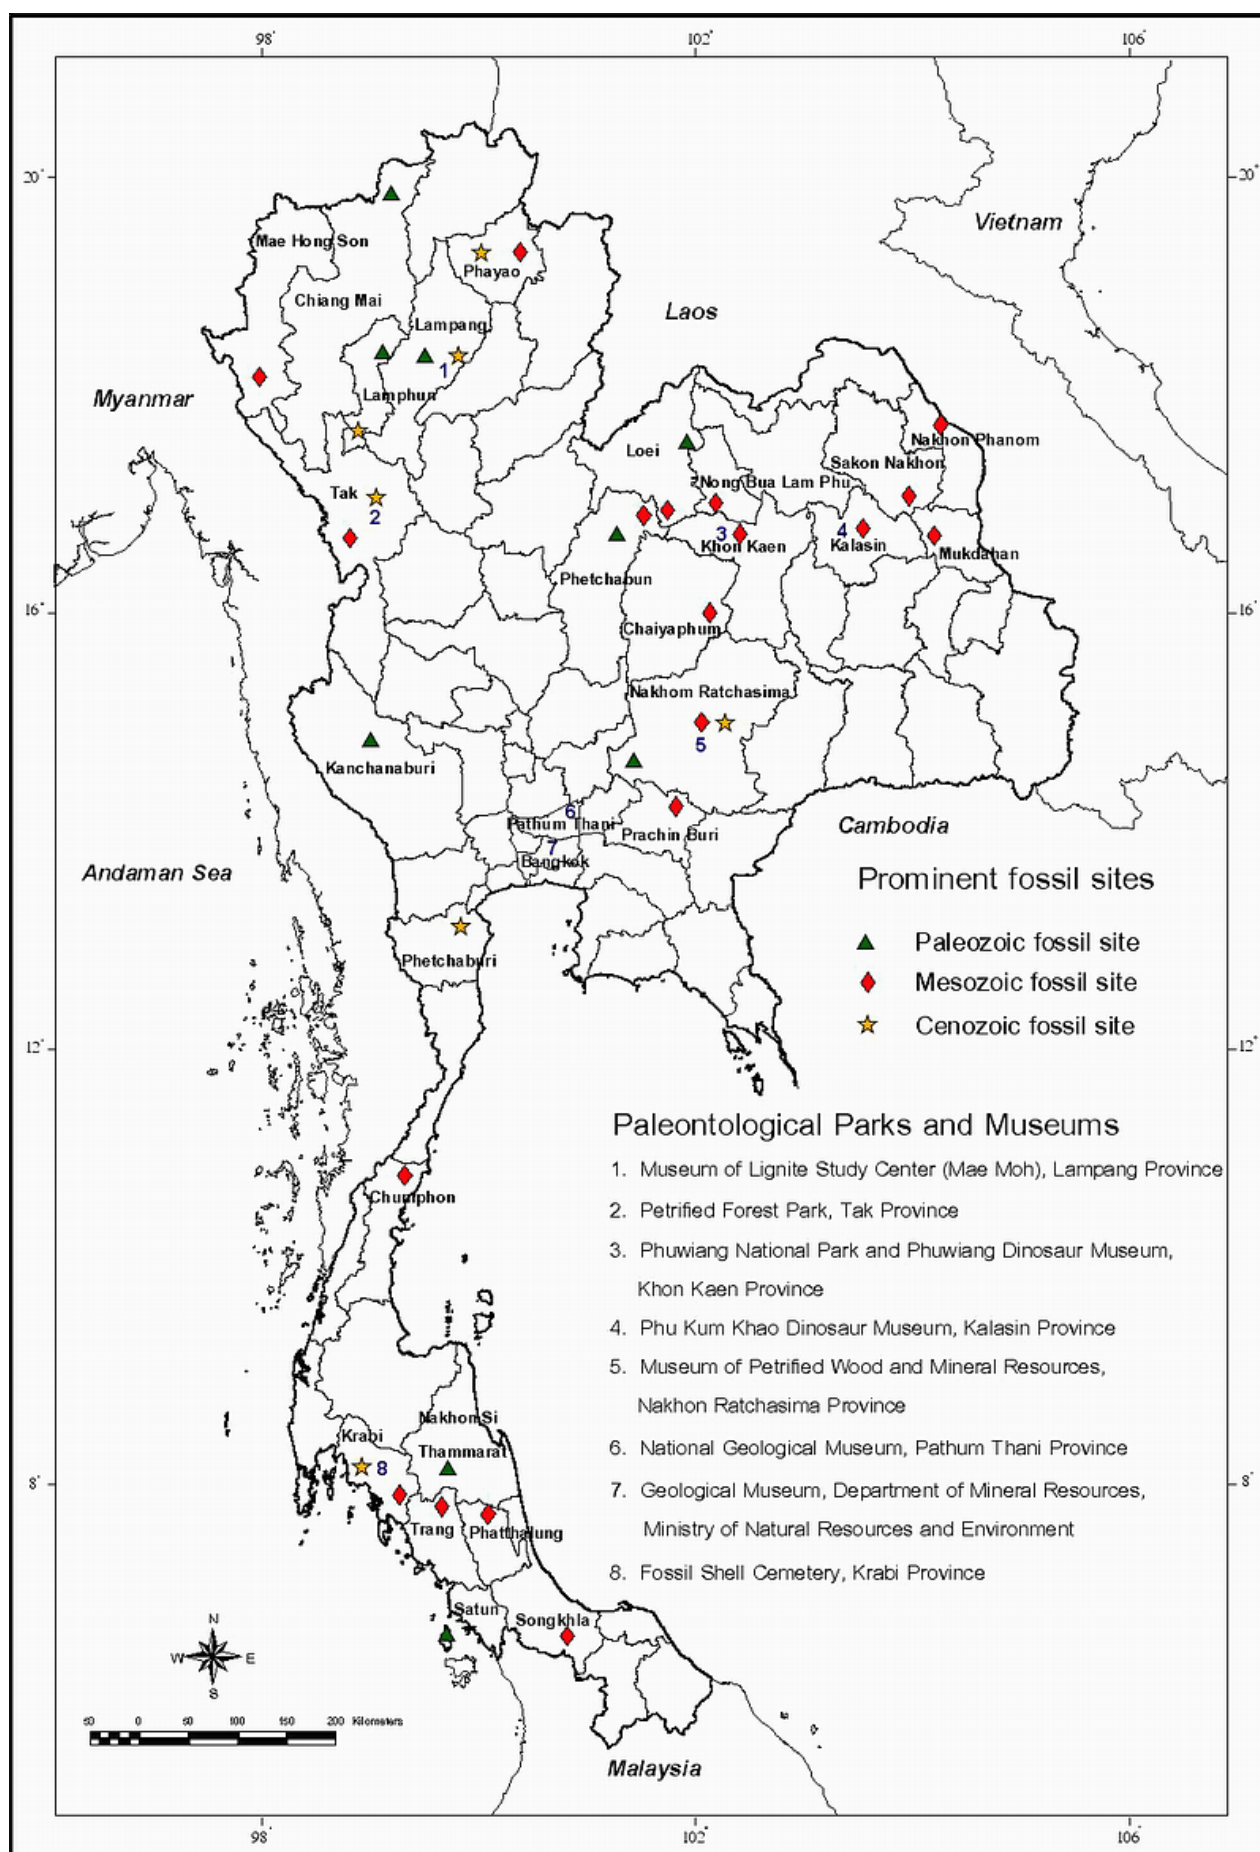 98°
102°
106°
20°
20°
Vietnam
Mae Hong Son
Phayao
Chiang Mai
Laos
Lampang
1
Myanmar
Lamphun
Nakhon Phanom
Loei
Sakon Nakhon
Nong Bua Lam Phu
Tak
2
3
4
Khon Kaen
Kalasin
Mukdahan
Phetchabun
16°
16°
Chaiyaphum
Nakhom Ratchasima
5
Kanchanaburi
6
Pathum Thani
Prachin Buri
Cambodia
7
Bangkok
Andaman Sea
Prominent fossil sites
Paleozoic fossil site
Phetchaburi
Mesozoic fossil site
Cenozoic fossil site
12°
12°
Paleontological Parks and Museums
1. Museum of Lignite Study Center (Mae Moh), Lampang Province
Chumphon
2. Petrified Forest Park, Tak Province
3. Phuwiang National Park and Phuwiang Dinosaur Museum,
Khon Kaen Province
4. Phu Kum Khao Dinosaur Museum, Kalasin Province
5. Museum of Petrified Wood and Mineral Resources,
Nakhon Ratchasima Province
Nakhon Si
Thammarat
Krabi
6. National Geological Museum, Pathum Thani Province
8
8°
8°
7. Geological Museum, Department of Mineral Resources,
Ministry of Natural Resources and Environment
Trang
Phatthalung
8. Fossil Shell Cemetery, Krabi Province
Satun
Songkhla
N
W E
S
50 0 50 100 150 200 Kilometers
Malaysia
98°
102°
106°